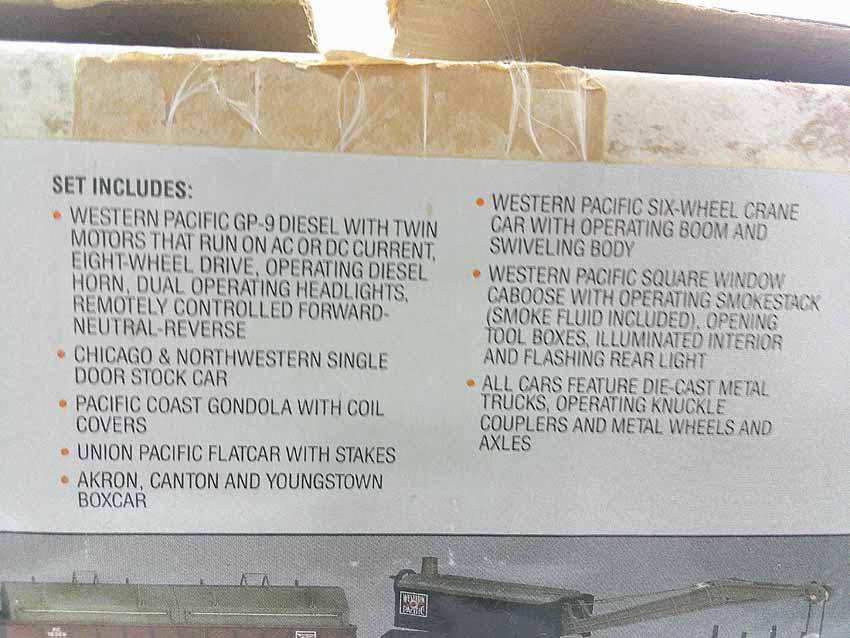 SET INCLUDES:
• WESTERN PACIFIC GP-9 DIESEL WITH TWIN
MOTORS THAT RUN ON AC OR DC CURRENT,
EIGHT-WHEEL DRIVE, OPERATING DIESEL
HORN, DUAL OPERATING HEADLIGHTS,
REMOTELY CONTROLLED FORWARD-
NEUTRAL-REVERSE
• CHICAGO & NORTHWESTERN SINGLE
DOOR STOCK CAR
• PACIFIC COAST GONDOLA WITH COIL
COVERS
• UNION PACIFIC FLATCAR WITH STAKES
• AKRON, CANTON AND YOUNGSTOWN
BOXCAR
• WESTERN PACIFIC SIX-WHEEL CRANE
CAR WITH OPERATING BOOM AND
SWIVELING BODY
• WESTERN PACIFIC SQUARE WINDOW
CABOOSE WITH OPERATING SMOKESTACK
(SMOKE FLUID INCLUDED), OPENING
TOOL BOXES, ILLUMINATED INTERIOR
AND FLASHING REAR LIGHT
• ALL CARS FEATURE DIE-CAST METAL
TRUCKS, OPERATING KNUCKLE
COUPLERS AND METAL WHEELS AND
AXLES
WESTERN
PACIFIC